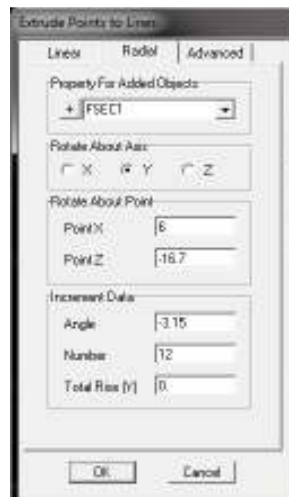 Extrude Points to Lines
Linear Radial Advanced
Property For Added Objects
+ FSEC1
Rotate About Axis
X Y Z
Rotate About Point
Point X 6
Point Z -16.7
Increment Data
Angle -3.15
Number 12
Total Rise (Y) 0.
OK Cancel